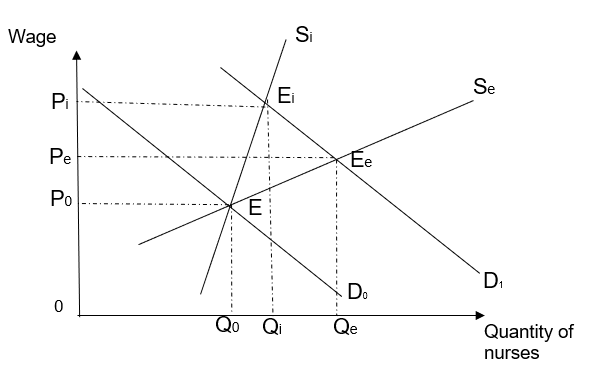 Wage
Si
Pi
Ei
Se
Pe
Ee
P0
E
D1
0
D0
Q0
Qi
Qe
Quantity of
nurses